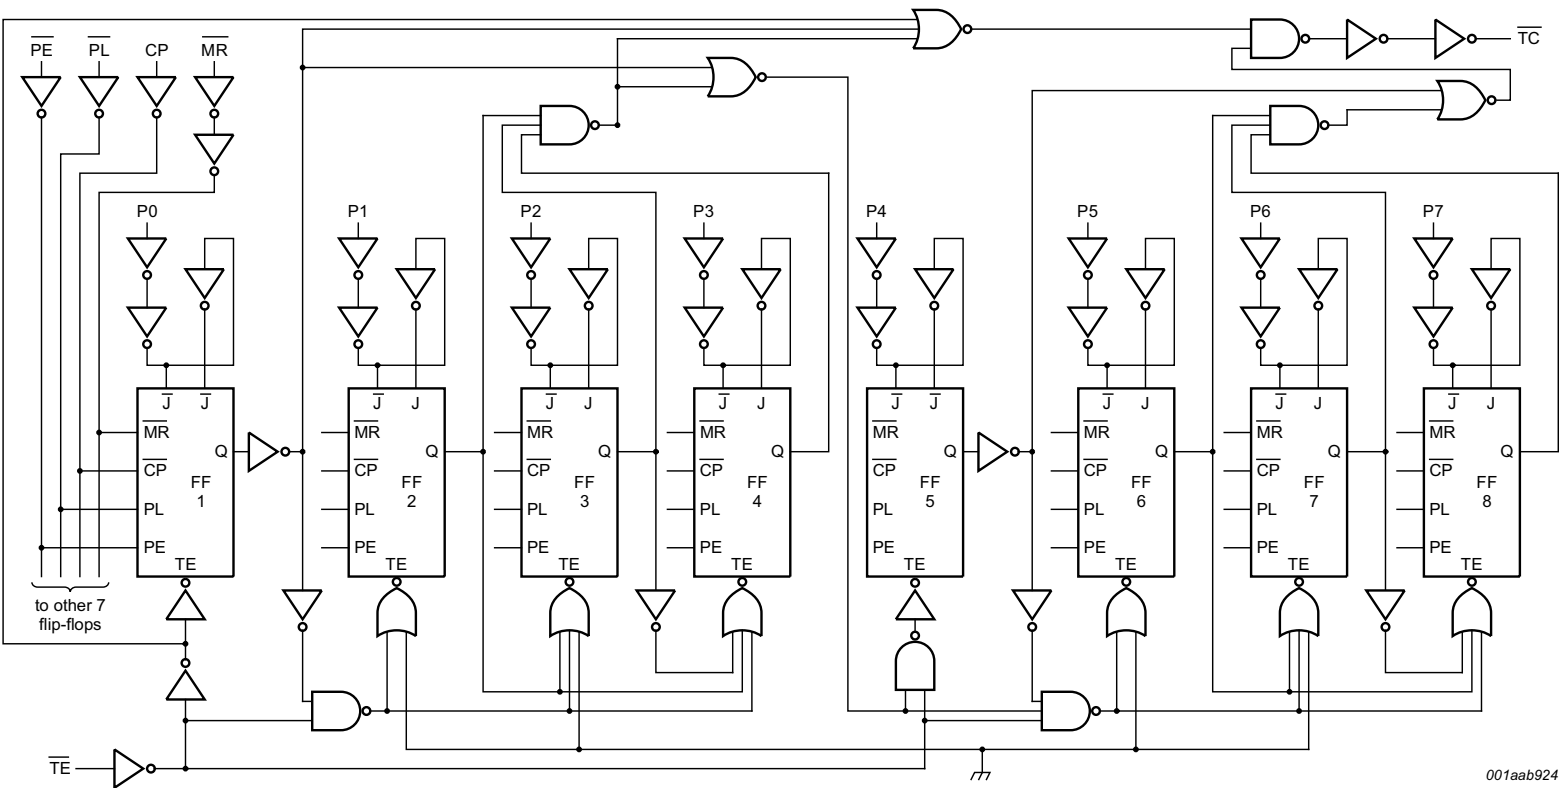 PE PL CP MR TC
P0 P1 P2 P3 P4 P5 P6 P7
J J J J J J J J J J J J J J J J
MR MR MR MR MR MR MR MR
Q Q Q Q Q Q Q Q
CP CP CP CP CP CP CP CP
FF FF FF FF FF FF FF FF
1 2 3 4 5 6 7 8
PL PL PL PL PL PL PL PL
PE PE PE PE PE PE PE PE
TE TE TE TE TE TE TE TE
to other 7
flip-flops
TE
001aab924